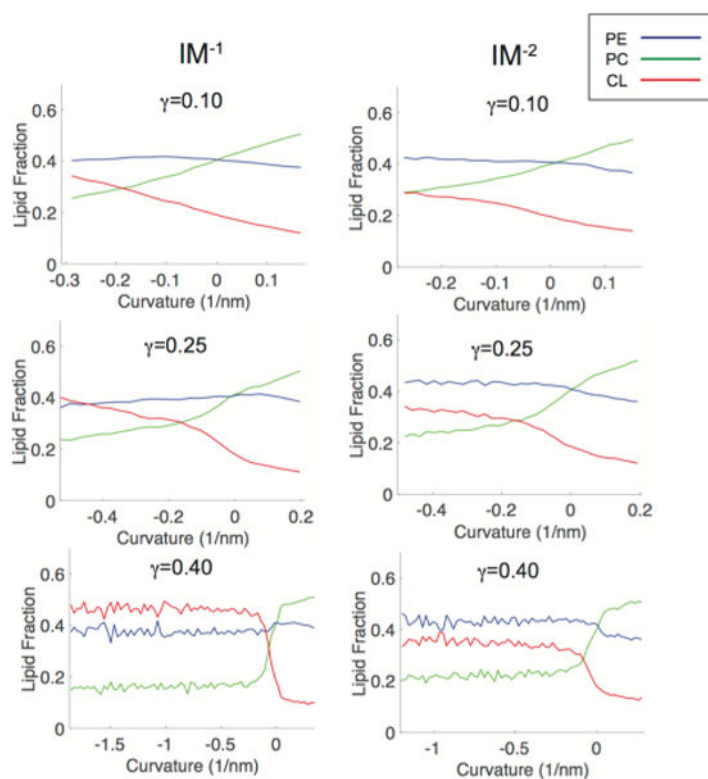 IM-1
IM-2
PE
PC
CL
γ=0.10
Lipid Fraction
0.6
0.4
0.2
0
-0.3
-0.2
-0.1
0
0.1
Curvature (1/nm)
γ=0.10
Lipid Fraction
0.6
0.4
0.2
0
-0.2
-0.1
0
0.1
Curvature (1/nm)
γ=0.25
Lipid Fraction
0.6
0.4
0.2
0
-0.4
-0.2
0
0.2
Curvature (1/nm)
γ=0.25
Lipid Fraction
0.6
0.4
0.2
0
-0.4
-0.2
0
0.2
Curvature (1/nm)
γ=0.40
Lipid Fraction
0.6
0.4
0.2
0
-1.5
-1
-0.5
0
Curvature (1/nm)
γ=0.40
Lipid Fraction
0.6
0.4
0.2
0
-1
-0.5
0
Curvature (1/nm)